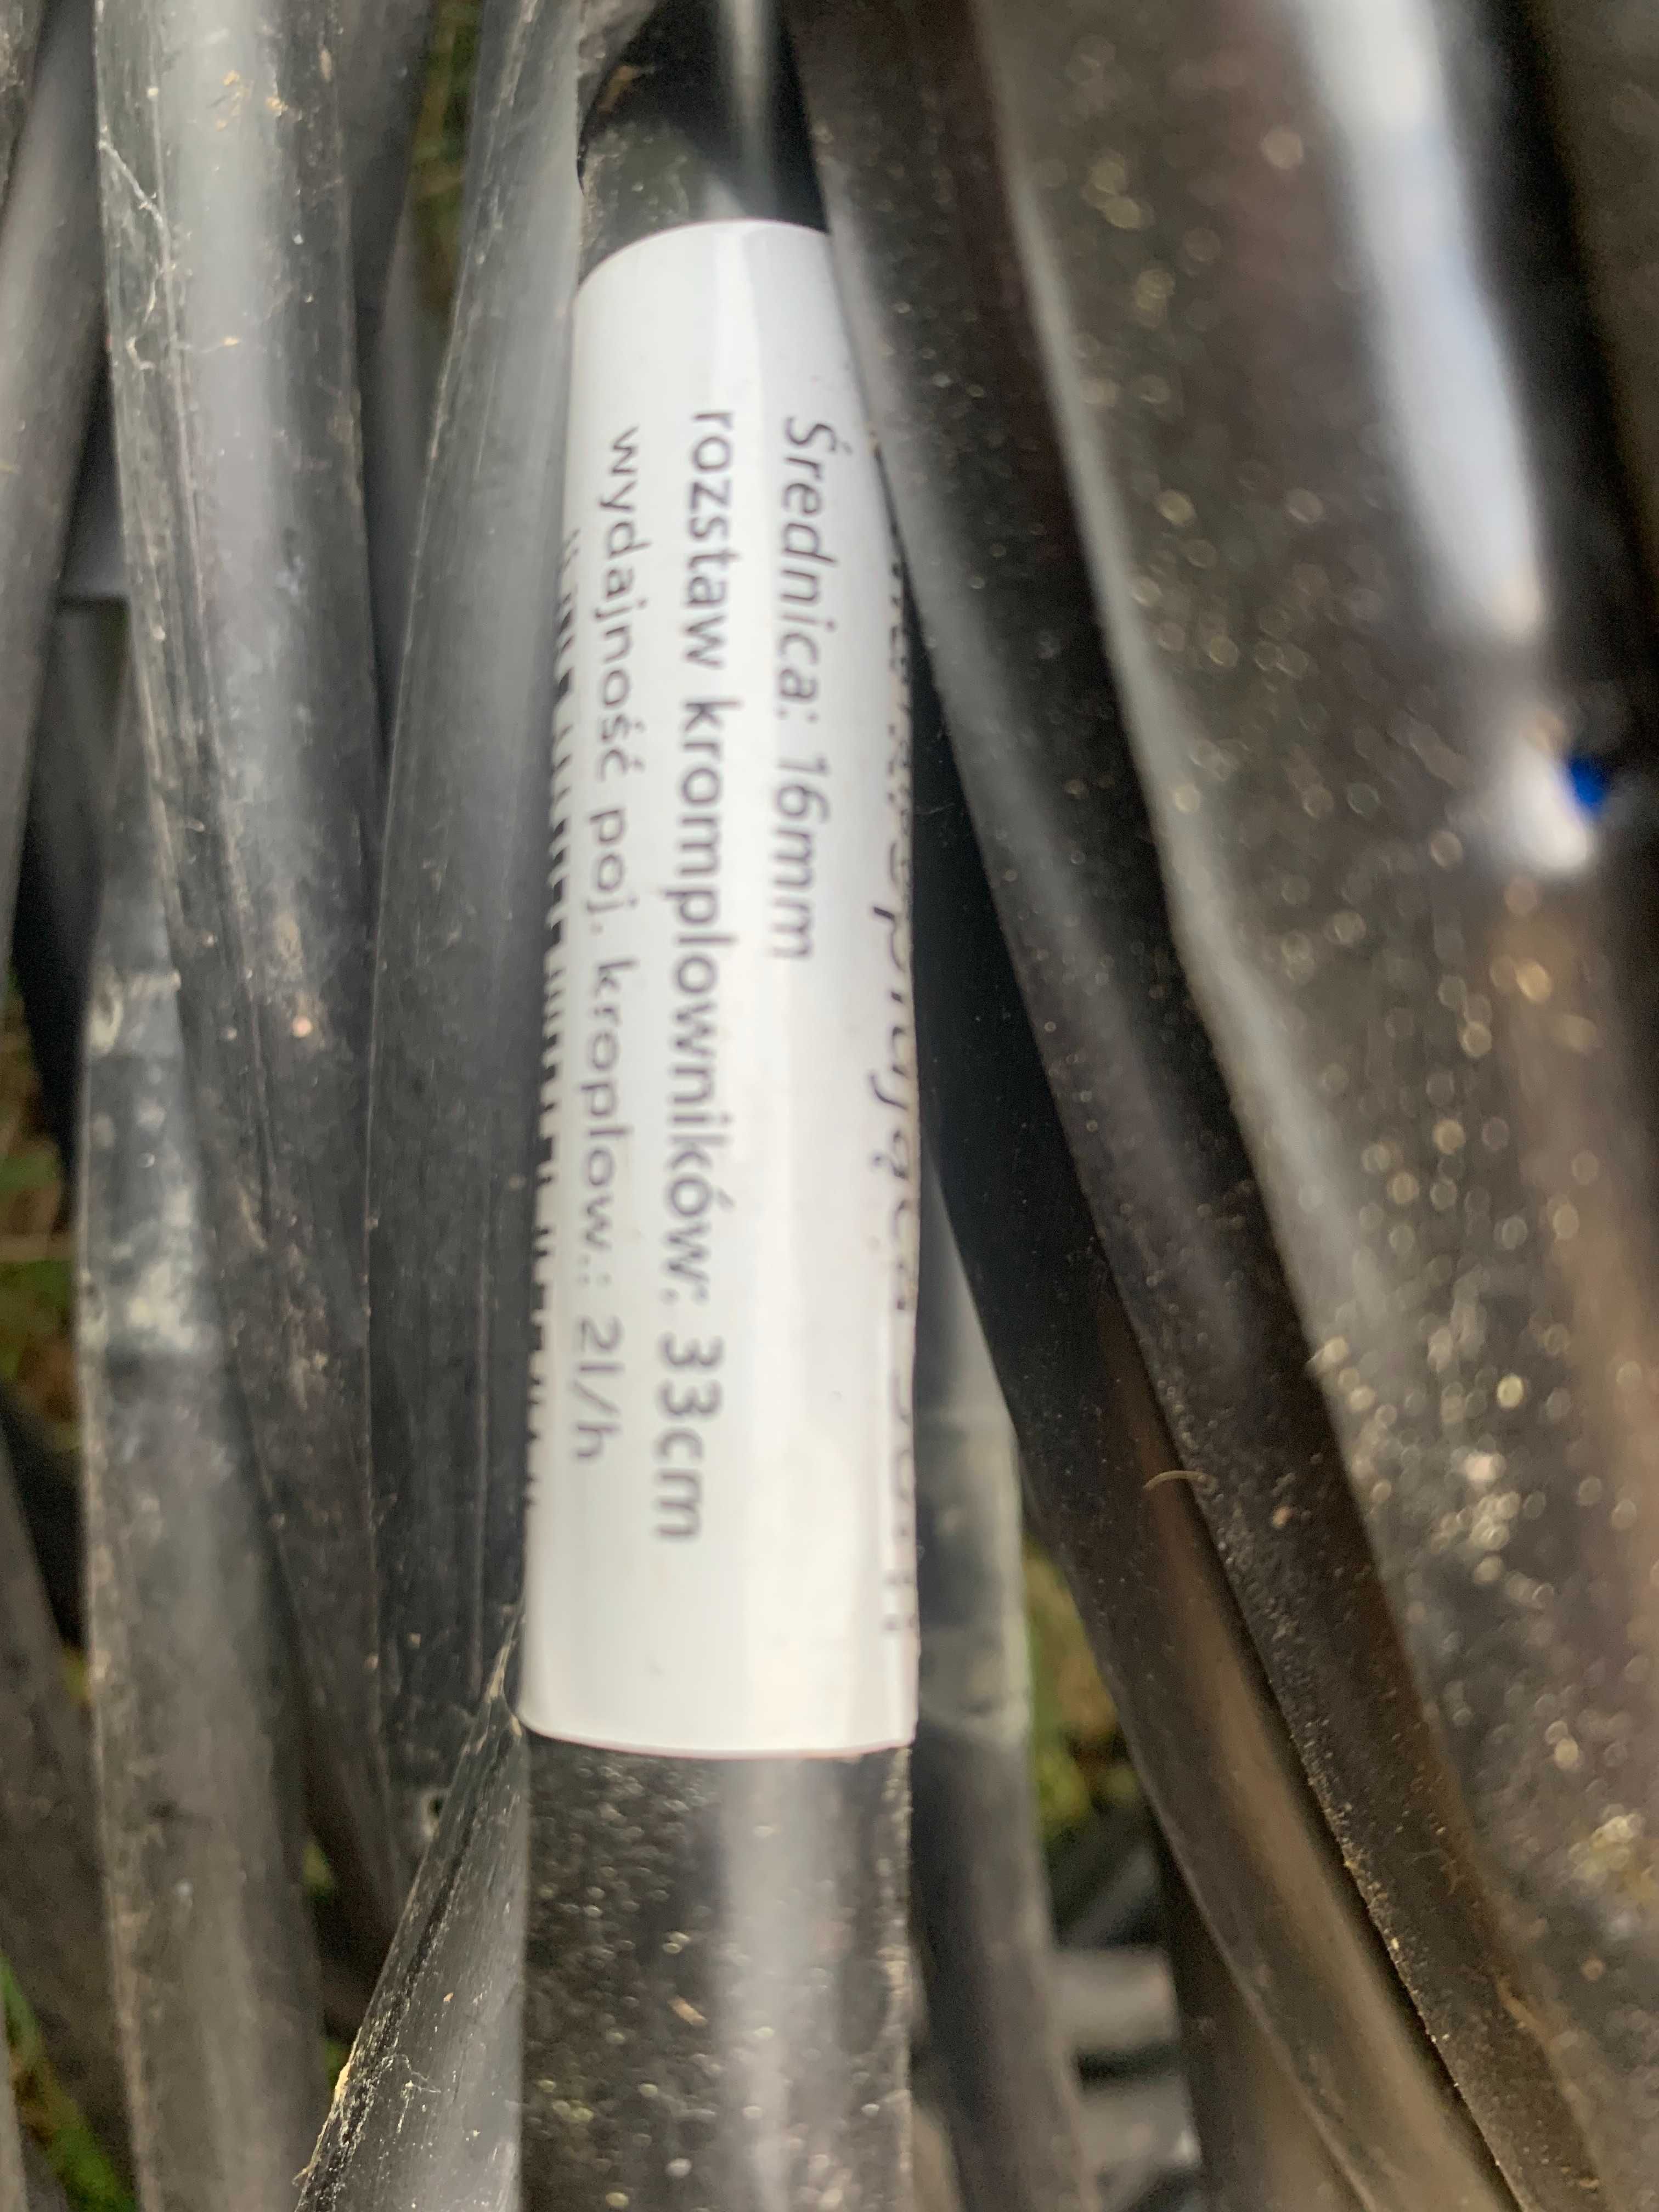 Średnica: 16mm
rozstaw kromplowników: 33cm
wydajność poj. kroplow.: 2l/h